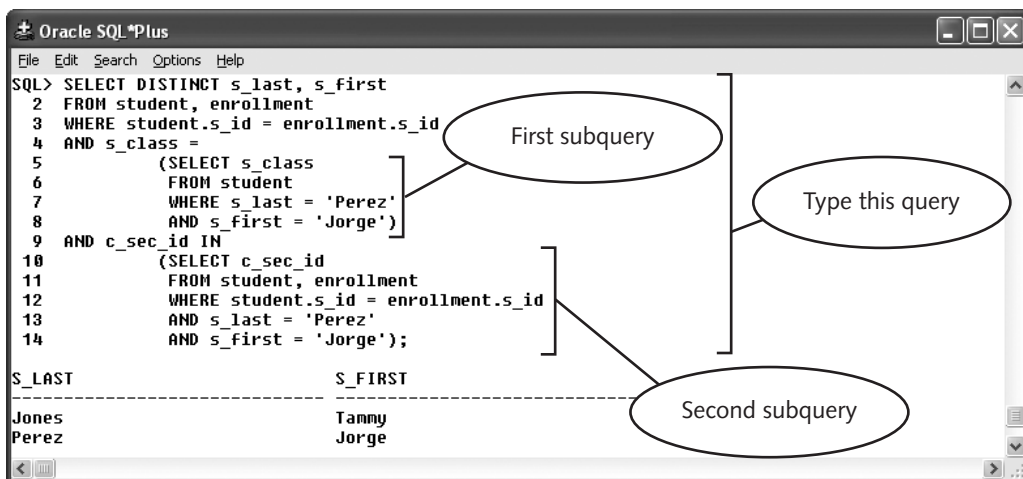 Oracle SQL*Plus
File Edit Search Options Help
SQL> SELECT DISTINCT s_last, s_first
2 FROM student, enrollment
3 WHERE student.s_id = enrollment.s_id
4 AND s_class =
5 (SELECT s_class
6 FROM student
7 WHERE s_last = 'Perez'
8 AND s_first = 'Jorge')
9 AND c_sec_id IN
10 (SELECT c_sec_id
11 FROM student, enrollment
12 WHERE student.s_id = enrollment.s_id
13 AND s_last = 'Perez'
14 AND s_first = 'Jorge');
First subquery
Type this query
Second subquery
S_LAST S_FIRST
------------------------------ ------------------------------
Jones Tammy
Perez Jorge